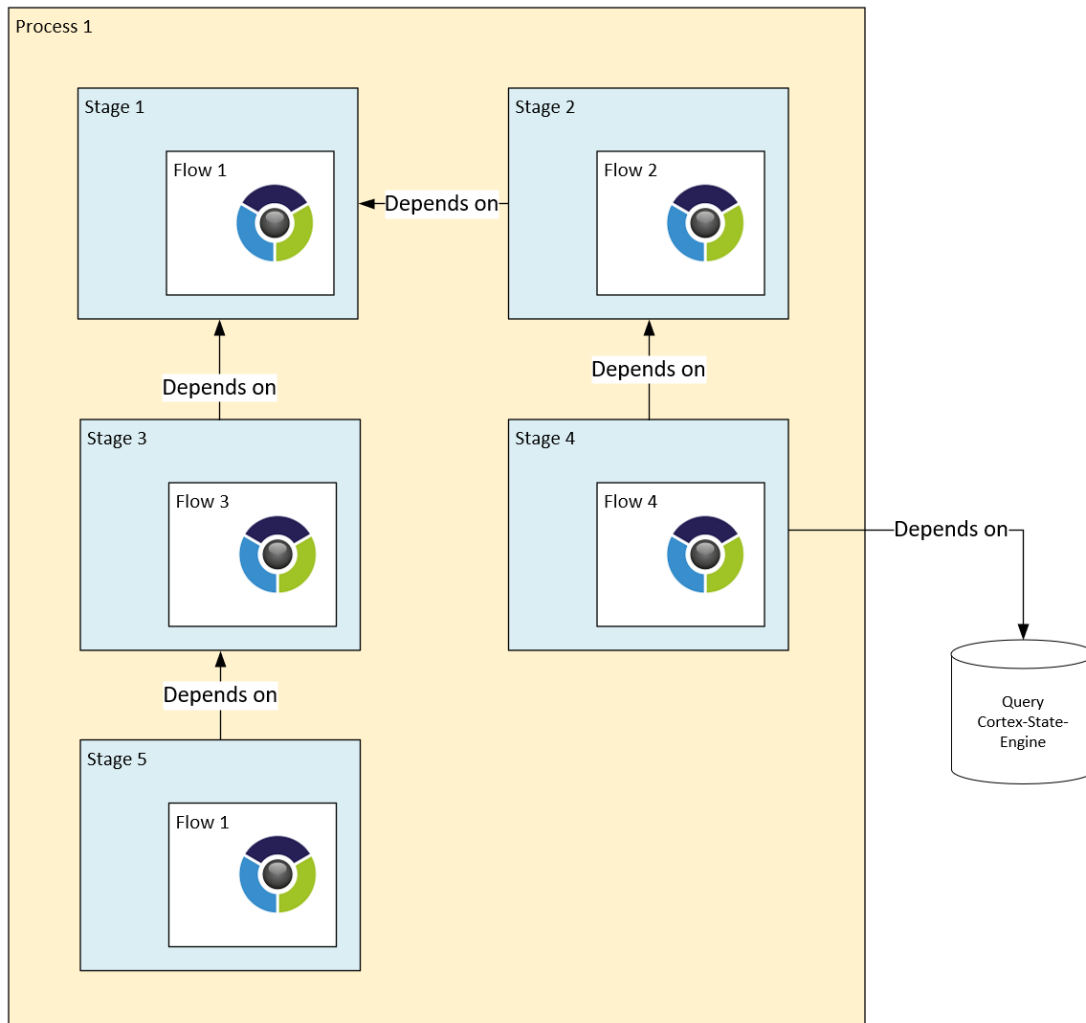 Process 1
Stage 1
Stage 2
Flow 1
Flow 2
Depends on
Depends on
Depends on
Stage 3
Stage 4
Flow 3
Flow 4
Depends on
Depends on
Query
Cortex-State-
Engine
Stage 5
Flow 1